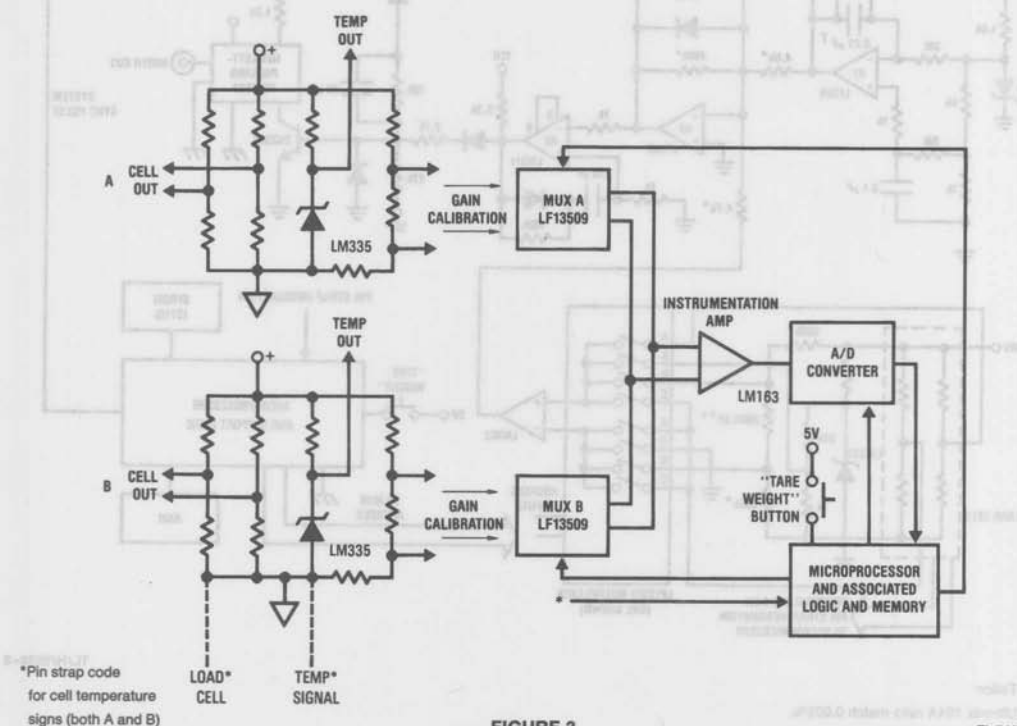 TEMP
OUT
+
A
CELL
OUT
LM335
GAIN
CALIBRATION
MUX A
LF13509
INSTRUMENTATION
AMP
LM163
A/D
CONVERTER
TEMP
OUT
+
B
CELL
OUT
LM335
GAIN
CALIBRATION
MUX B
LF13509
5V
"TARE
WEIGHT"
BUTTON
*
MICROPROCESSOR
AND ASSOCIATED
LOGIC AND MEMORY
LOAD*
CELL
TEMP*
SIGNAL
*Pin strap code
for cell temperature
signs (both A and B)